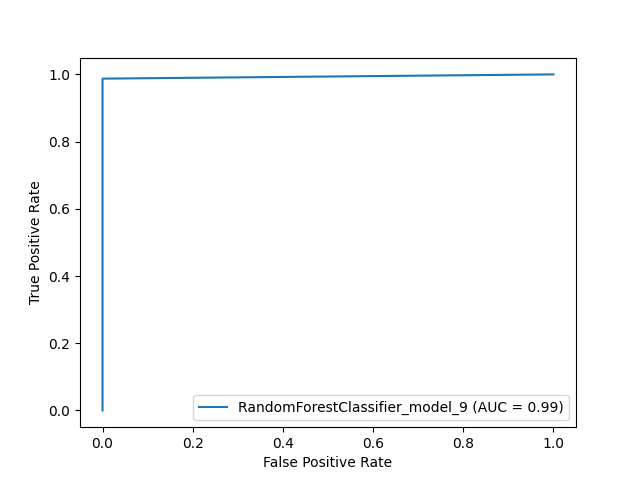 1.0
0.8
0.6
0.4
0.2
0.0
True Positive Rate
RandomForestClassifier_model_9 (AUC = 0.99)
0.0 0.2 0.4 0.6 0.8 1.0
False Positive Rate